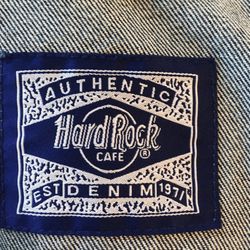 AUTHENTIC
Hard Rock
CAFE ®
EST DENIM 1971